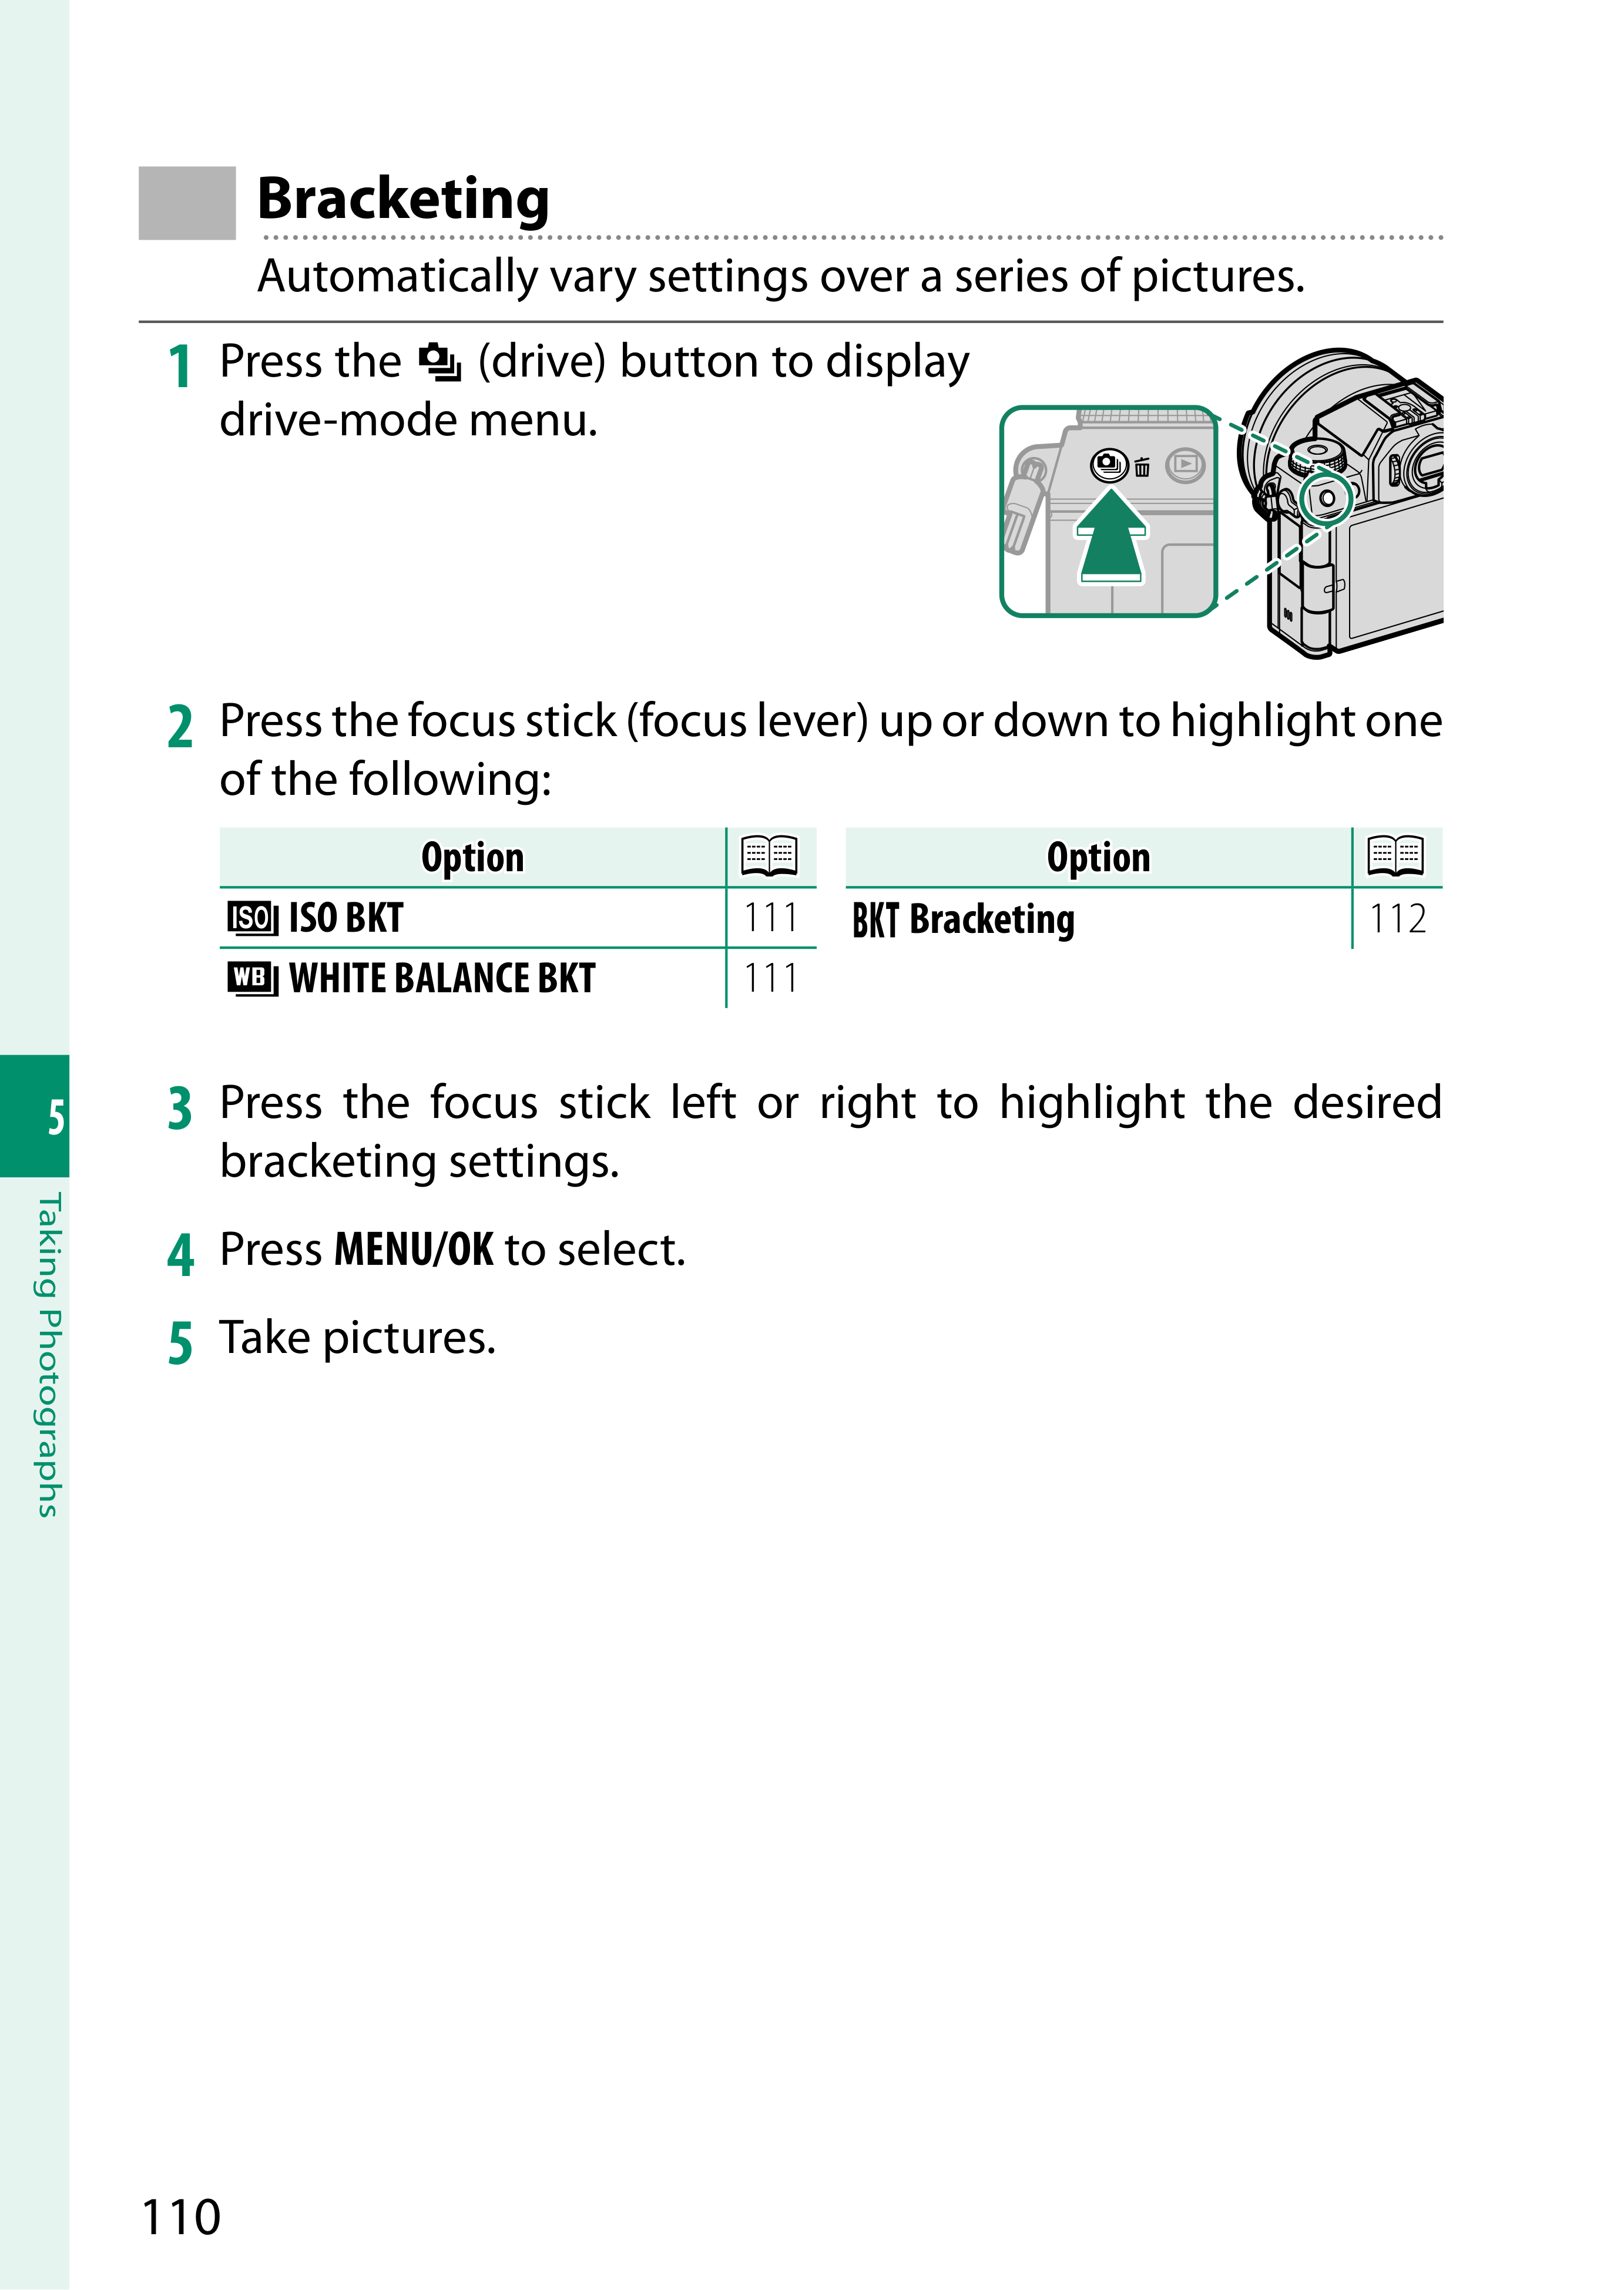 Bracketing
Automatically vary settings over a series of pictures.
1 Press the (drive) button to display
drive-mode menu.
2 Press the focus stick (focus lever) up or down to highlight one
of the following:
Option
ISO ISO BKT 111
WB WHITE BALANCE BKT 111
Option
BKT Bracketing 112
3 Press the focus stick left or right to highlight the desired
bracketing settings.
4 Press MENU/OK to select.
5 Take pictures.
5
Taking Photographs
110